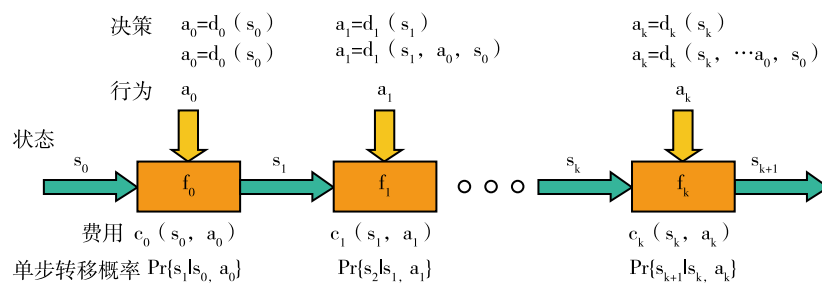 决策 a₀=d₀（s₀） a₁=d₁（s₁） aₖ=dₖ（sₖ）
a₀=d₀（s₀） a₁=d₁（s₁，a₀，s₀） aₖ=dₖ（sₖ，…a₀，s₀）
行为 a₀ a₁ aₖ
状态
s₀ s₁ sₖ sₖ₊₁
f₀ f₁ fₖ
费用 c₀（s₀，a₀） c₁（s₁，a₁） cₖ（sₖ，aₖ）
单步转移概率 Pr{s₁|s₀, a₀} Pr{s₂|s₁, a₁} Pr{sₖ₊₁|sₖ, aₖ}